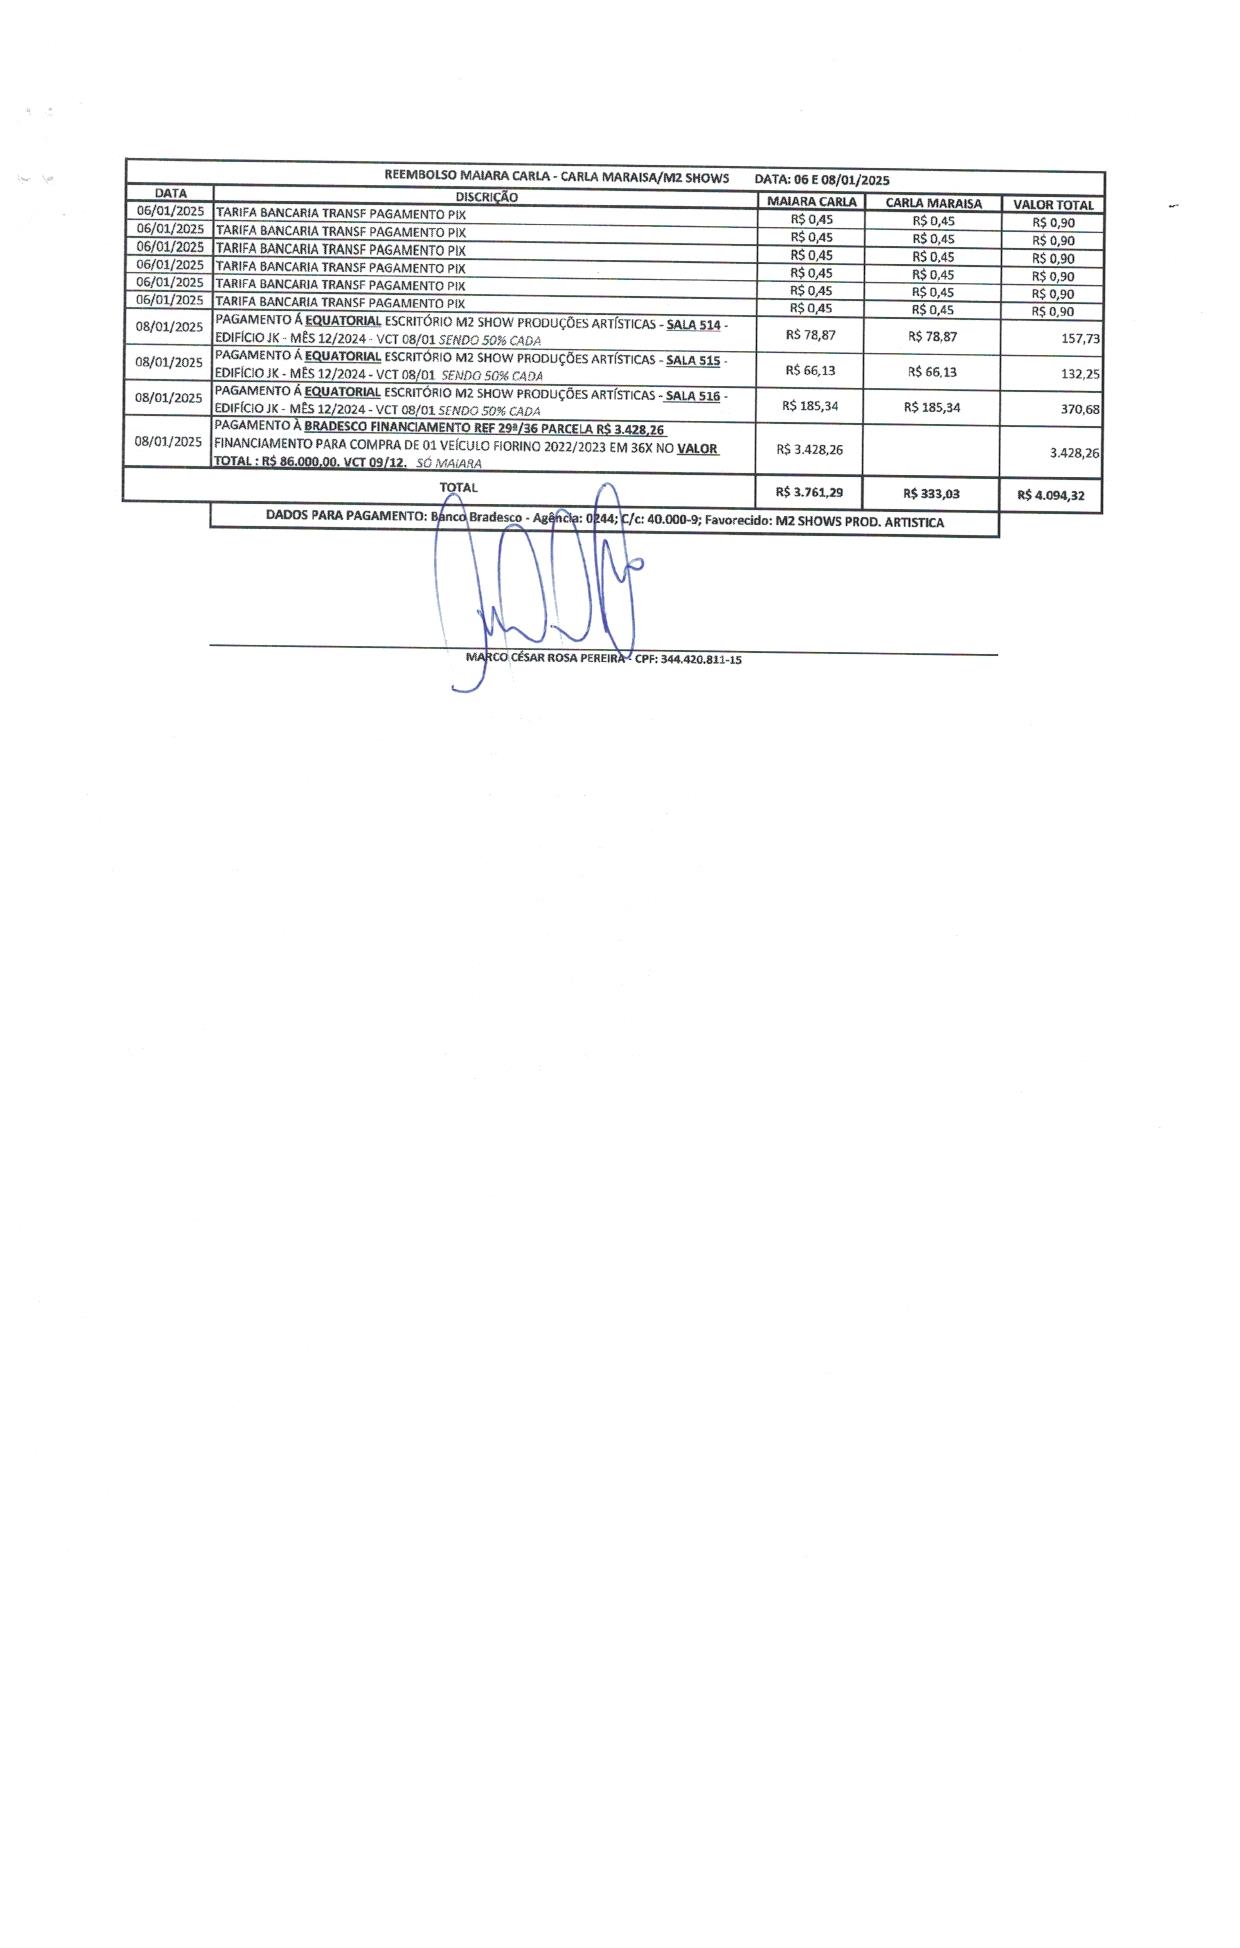 REEMBOLSO MAIARA CARLA - CARLA MARAISA/M2 SHOWS DATA: 06 E 08/01/2025
DATA DISCRIÇÃO MAIARA CARLA CARLA MARAISA VALOR TOTAL
06/01/2025 TARIFA BANCARIA TRANSF PAGAMENTO PIX R$ 0,45 R$ 0,45 R$ 0,90
06/01/2025 TARIFA BANCARIA TRANSF PAGAMENTO PIX R$ 0,45 R$ 0,45 R$ 0,90
06/01/2025 TARIFA BANCARIA TRANSF PAGAMENTO PIX R$ 0,45 R$ 0,45 R$ 0,90
06/01/2025 TARIFA BANCARIA TRANSF PAGAMENTO PIX R$ 0,45 R$ 0,45 R$ 0,90
06/01/2025 TARIFA BANCARIA TRANSF PAGAMENTO PIX R$ 0,45 R$ 0,45 R$ 0,90
06/01/2025 TARIFA BANCARIA TRANSF PAGAMENTO PIX R$ 0,45 R$ 0,45 R$ 0,90
PAGAMENTO Á EQUATORIAL ESCRITÓRIO M2 SHOW PRODUÇÕES ARTÍSTICAS - SALA 514 -
08/01/2025 EDIFÍCIO JK - MÊS 12/2024 - VCT 08/01 SENDO 50% CADA R$ 78,87 R$ 78,87 157,73
PAGAMENTO Á EQUATORIAL ESCRITÓRIO M2 SHOW PRODUÇÕES ARTÍSTICAS - SALA 515 -
08/01/2025 EDIFÍCIO JK - MÊS 12/2024 - VCT 08/01 SENDO 50% CADA R$ 66,13 R$ 66,13 132,25
PAGAMENTO Á EQUATORIAL ESCRITÓRIO M2 SHOW PRODUÇÕES ARTÍSTICAS - SALA 516 -
08/01/2025 EDIFÍCIO JK - MÊS 12/2024 - VCT 08/01 SENDO 50% CADA R$ 185,34 R$ 185,34 370,68
PAGAMENTO À BRADESCO FINANCIAMENTO REF 29ª/36 PARCELA R$ 3.428,26
08/01/2025 FINANCIAMENTO PARA COMPRA DE 01 VEÍCULO FIORINO 2022/2023 EM 36X NO VALOR R$ 3.428,26 3.428,26
TOTAL : R$ 86.000,00. VCT 09/12. SÓ MAIARA
TOTAL R$ 3.761,29 R$ 333,03 R$ 4.094,32
DADOS PARA PAGAMENTO: Banco Bradesco - Agência: 0244; C/c: 40.000-9; Favorecido: M2 SHOWS PROD. ARTISTICA
MARCO CÉSAR ROSA PEREIRA - CPF: 344.420.811-15